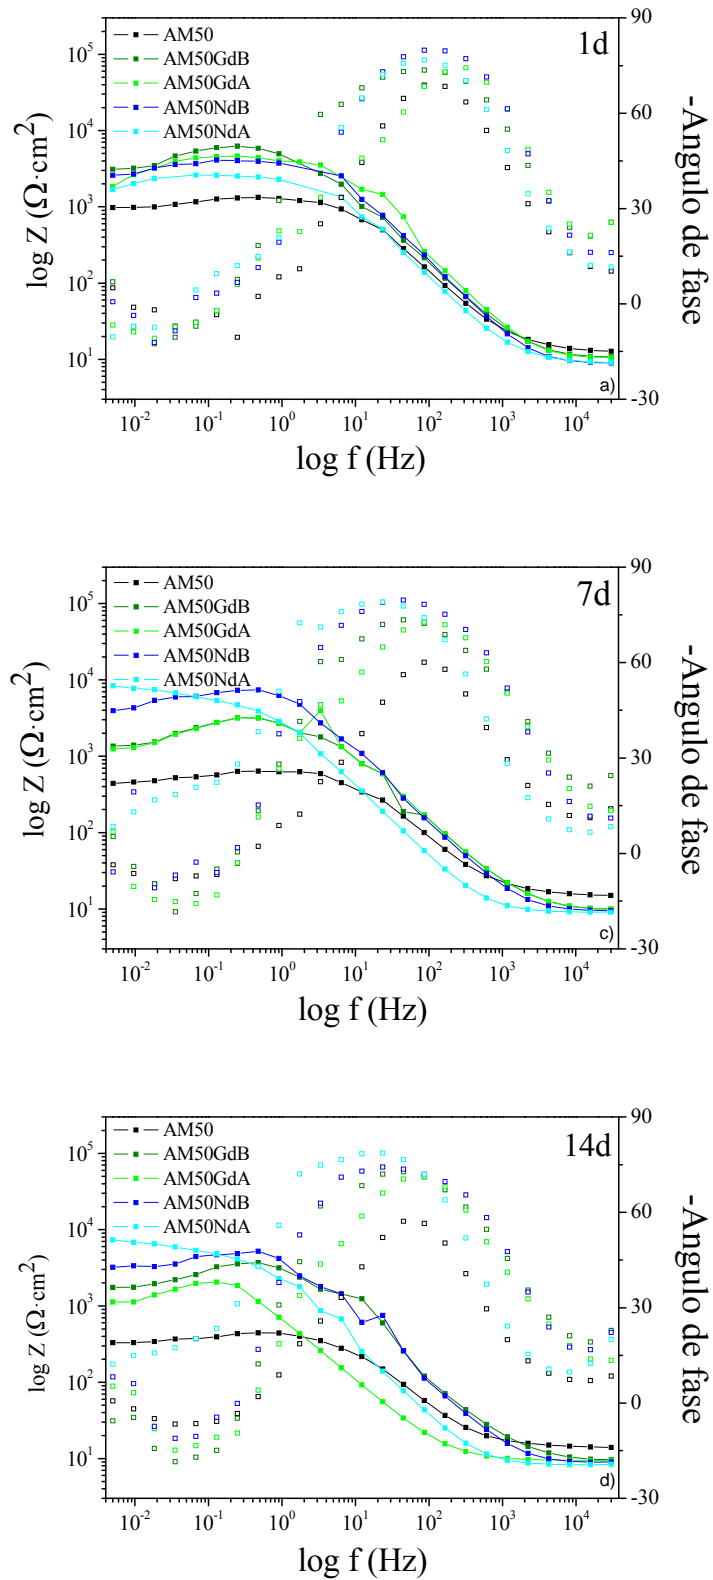 1d
AM50
AM50GdB
AM50GdA
AM50NdB
AM50NdA
log Z (Ω·cm²)
10⁵
10⁴
10³
10²
10¹
90
60
30
0
-30
-Angulo de fase
a)
10⁻² 10⁻¹ 10⁰ 10¹ 10² 10³ 10⁴
log f (Hz)
7d
AM50
AM50GdB
AM50GdA
AM50NdB
AM50NdA
log Z (Ω·cm²)
10⁵
10⁴
10³
10²
10¹
90
60
30
0
-30
-Angulo de fase
c)
10⁻² 10⁻¹ 10⁰ 10¹ 10² 10³ 10⁴
log f (Hz)
14d
AM50
AM50GdB
AM50GdA
AM50NdB
AM50NdA
log Z (Ω·cm²)
10⁵
10⁴
10³
10²
10¹
90
60
30
0
-30
-Angulo de fase
d)
10⁻² 10⁻¹ 10⁰ 10¹ 10² 10³ 10⁴
log f (Hz)